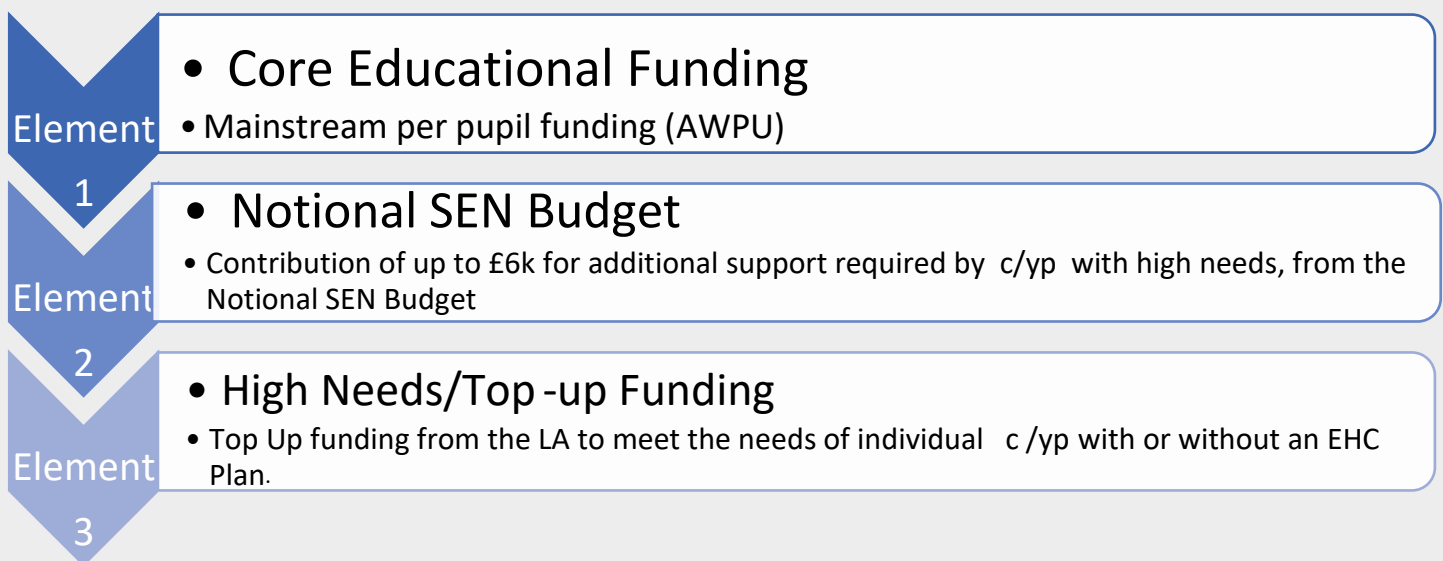 • Core Educational Funding
Element
1
• Mainstream per pupil funding (AWPU)
• Notional SEN Budget
Element
2
• Contribution of up to £6k for additional support required by c/yp with high needs, from the
Notional SEN Budget
• High Needs/Top-up Funding
Element
3
• Top Up funding from the LA to meet the needs of individual c /yp with or without an EHC
Plan.